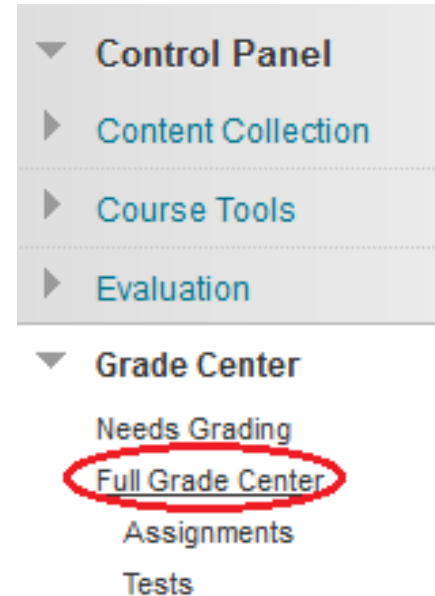 Control Panel
Content Collection
Course Tools
Evaluation
Grade Center
Needs Grading
Full Grade Center
Assignments
Tests